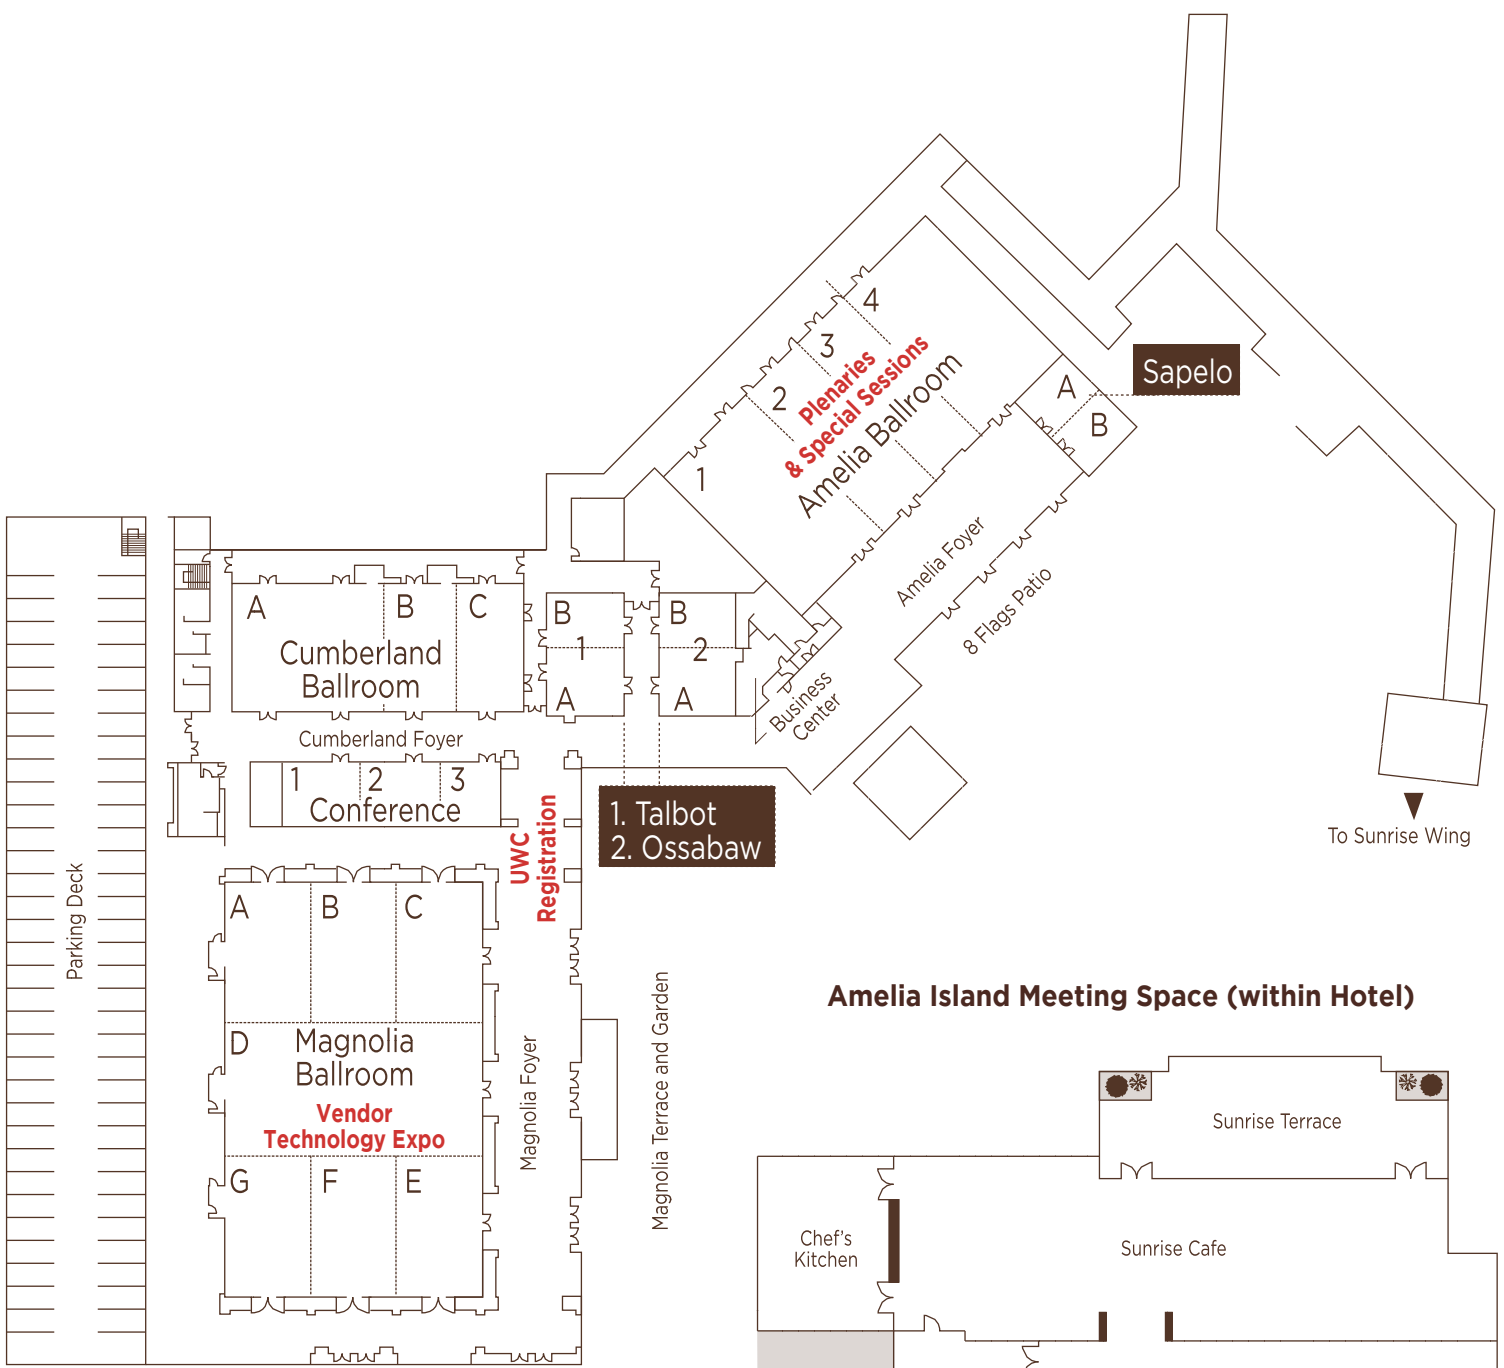 4
3
2
1
Plenaries
& Special Sessions
Amelia Ballroom
A
B
Sapelo
Amelia Foyer
8 Flags Patio
A
B
C
Cumberland
Ballroom
B
1
A
B
2
A
Business
Center
Cumberland Foyer
1
2
3
Conference
UWC
Registration
1. Talbot
2. Ossabaw
To Sunrise Wing
Parking Deck
A
B
C
D
Magnolia
Ballroom
Vendor
Technology Expo
G
F
E
Magnolia Foyer
Magnolia Terrace and Garden
Amelia Island Meeting Space (within Hotel)
Sunrise Terrace
Chef's
Kitchen
Sunrise Cafe